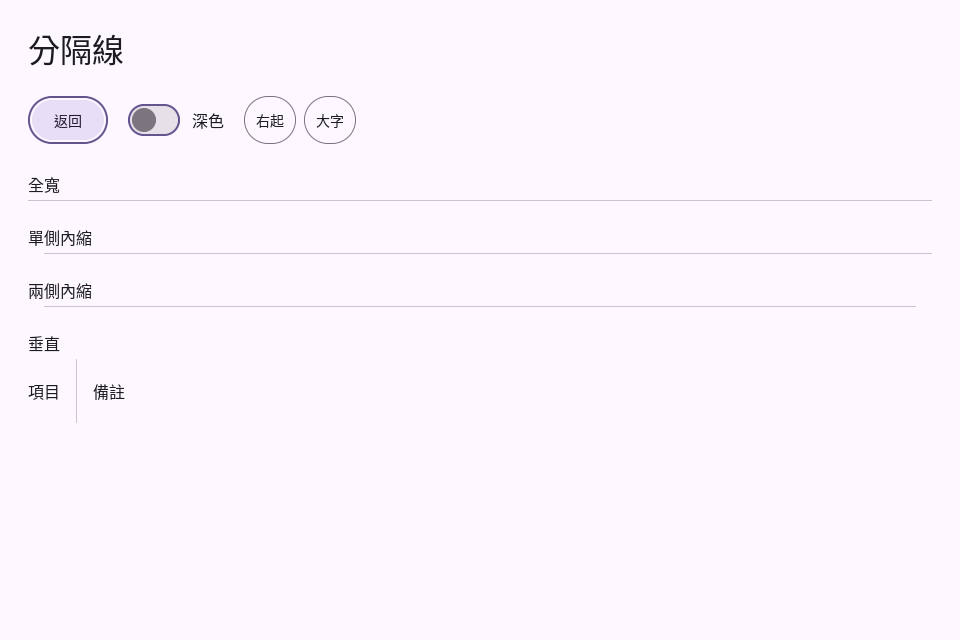 分隔線
返回 深色 右起 大字
全寬
單側內縮
兩側內縮
垂直
項目 備註